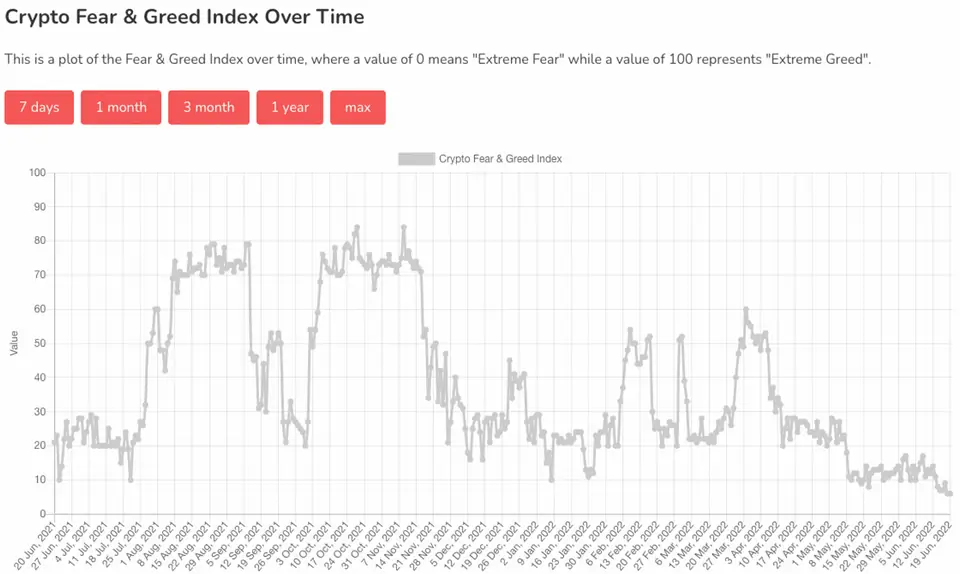 Crypto Fear & Greed Index Over Time
This is a plot of the Fear & Greed Index over time, where a value of 0 means "Extreme Fear" while a value of 100 represents "Extreme Greed".
7 days 1 month 3 month 1 year max
Crypto Fear & Greed Index
100
90
80
70
60
50
40
30
20
10
0
Value
20 Jun, 2021
27 Jun, 2021
4 Jul, 2021
11 Jul, 2021
18 Jul, 2021
25 Jul, 2021
1 Aug, 2021
8 Aug, 2021
15 Aug, 2021
22 Aug, 2021
29 Aug, 2021
5 Sep, 2021
12 Sep, 2021
19 Sep, 2021
26 Sep, 2021
3 Oct, 2021
10 Oct, 2021
17 Oct, 2021
24 Oct, 2021
31 Oct, 2021
7 Nov, 2021
14 Nov, 2021
21 Nov, 2021
28 Nov, 2021
5 Dec, 2021
12 Dec, 2021
19 Dec, 2021
26 Dec, 2021
2 Jan, 2022
9 Jan, 2022
16 Jan, 2022
23 Jan, 2022
30 Jan, 2022
6 Feb, 2022
13 Feb, 2022
20 Feb, 2022
27 Feb, 2022
6 Mar, 2022
13 Mar, 2022
20 Mar, 2022
27 Mar, 2022
3 Apr, 2022
10 Apr, 2022
17 Apr, 2022
24 Apr, 2022
1 May, 2022
8 May, 2022
15 May, 2022
22 May, 2022
29 May, 2022
5 Jun, 2022
12 Jun, 2022
19 Jun, 2022